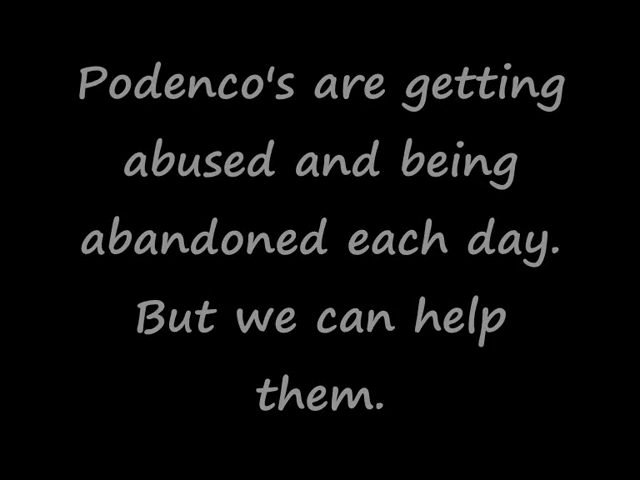 Podenco's are getting
abused and being
abandoned each day.
But we can help
them.